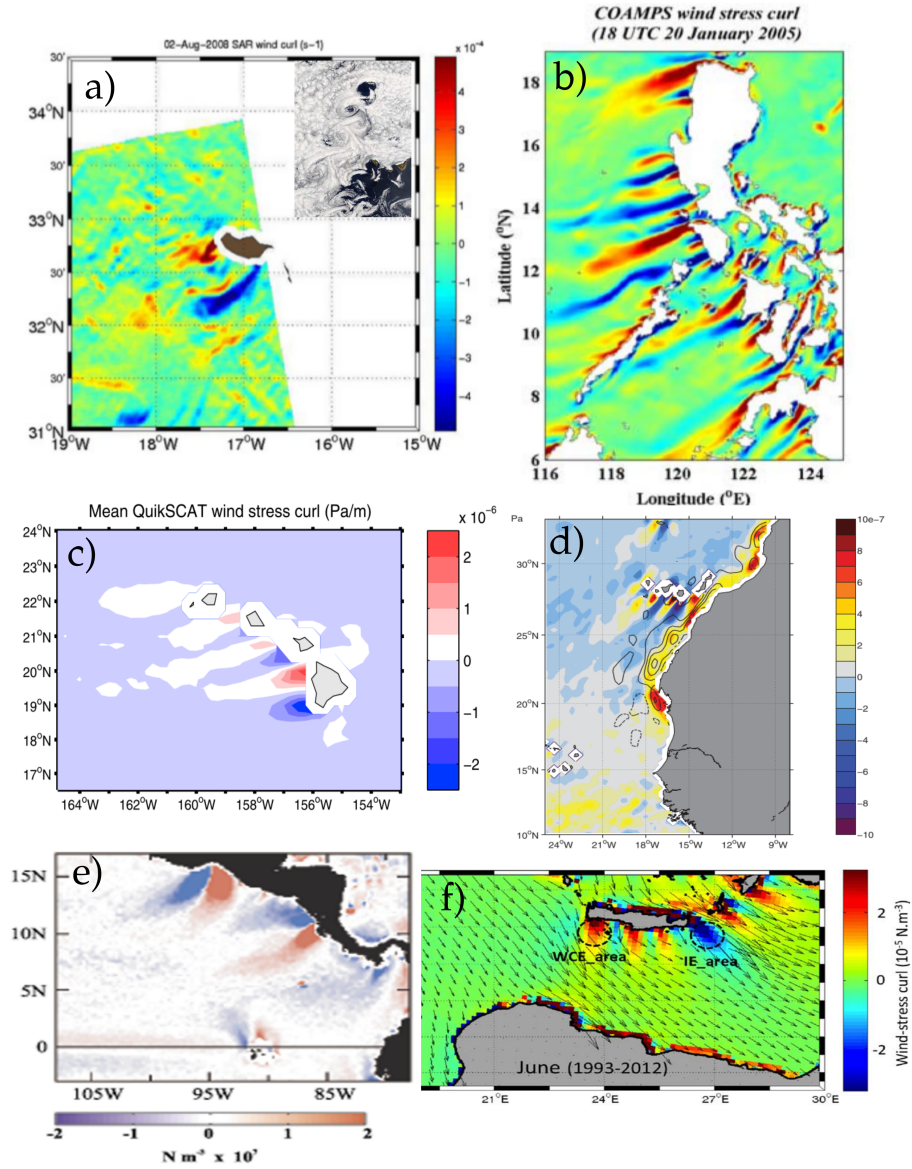 COAMPS wind stress curl
(18 UTC 20 January 2005)
02-Aug-2008 SAR wind curl (s-1)
x 10⁻⁴
a)
30'
34°N
30'
33°N
30'
32°N
30'
31°N
19°W 18°W 17°W 16°W 15°W
4
3
2
1
0
−1
−2
−3
−4
b)
Latitude (°N)
18
16
14
12
10
8
6
116 118 120 122 124
Longitude (°E)
Mean QuikSCAT wind stress curl (Pa/m)
x 10⁻⁶
c)
24°N
23°N
22°N
21°N
20°N
19°N
18°N
17°N
164°W 162°W 160°W 158°W 156°W 154°W
2
1
0
−1
−2
Pa
d)
30°N
25°N
20°N
15°N
10°N
24°W 21°W 18°W 15°W 12°W 9°W
10e-7
8
6
4
2
0
−2
−4
−6
−8
−10
e)
15N
10N
5N
0
105W 95W 85W
-2 -1 0 1 2
N m⁻³ x 10⁷
f)
WCE_area
IE_area
June (1993-2012)
21°E 24°E 27°E 30°E
2
0
-2
Wind-stress curl (10⁻⁵ N.m⁻³)